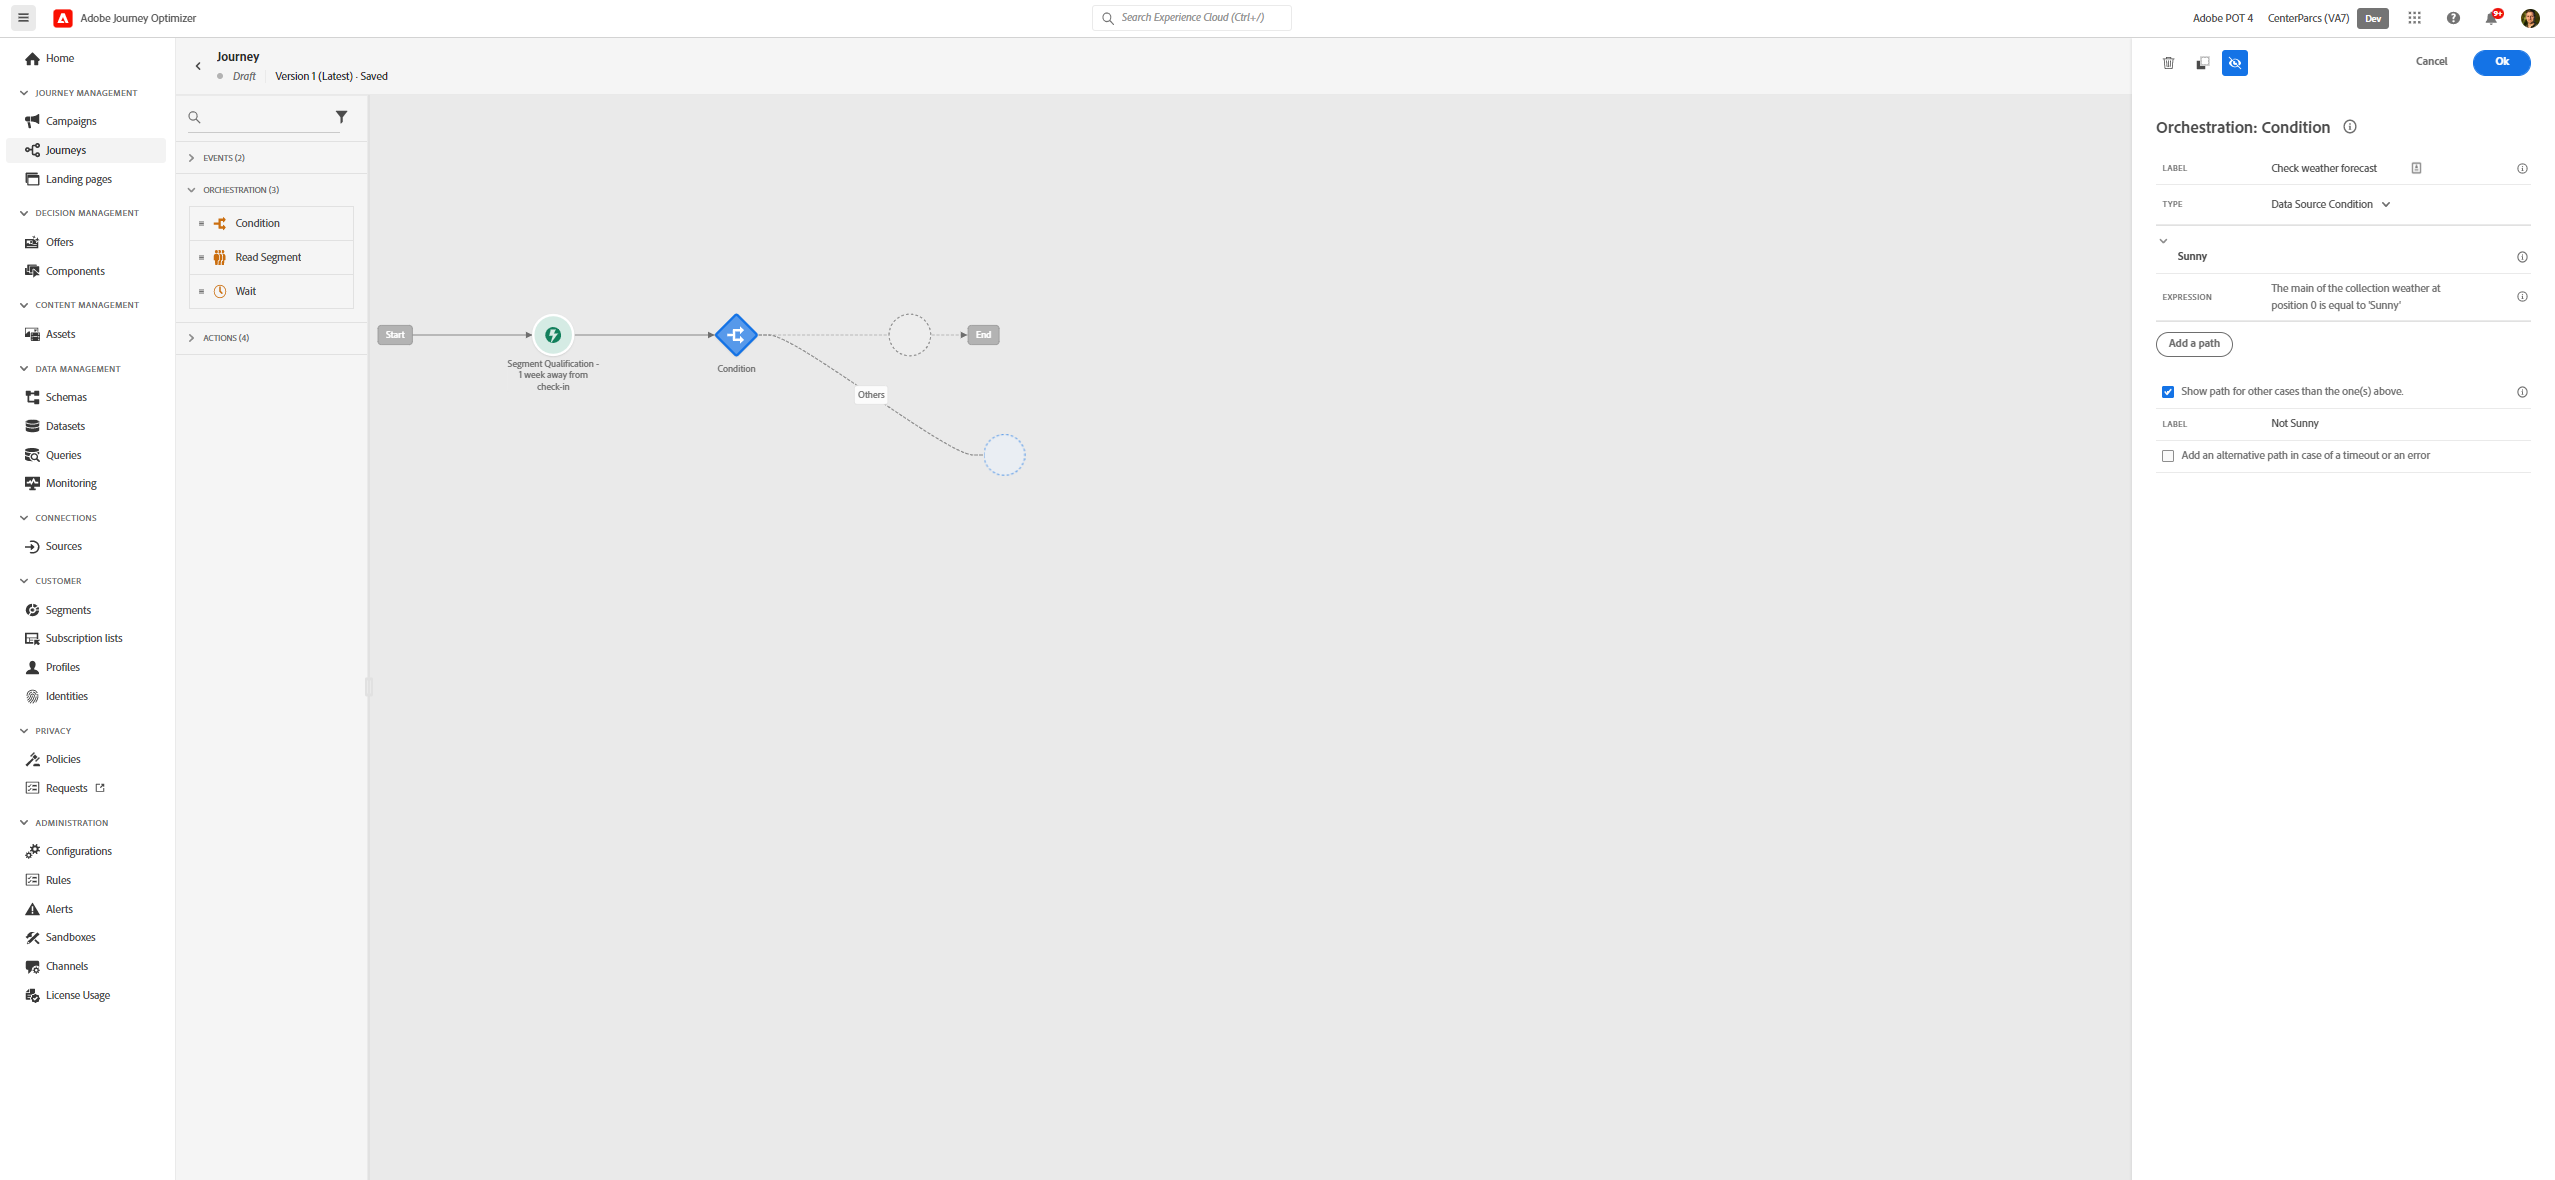 Adobe Journey Optimizer
Search Experience Cloud (Ctrl+/)
Adobe POT 4
CenterParcs (VA7)
Dev
9+
Home
JOURNEY MANAGEMENT
Campaigns
Journeys
Landing pages
DECISION MANAGEMENT
Offers
Components
CONTENT MANAGEMENT
Assets
DATA MANAGEMENT
Schemas
Datasets
Queries
Monitoring
CONNECTIONS
Sources
CUSTOMER
Segments
Subscription lists
Profiles
Identities
PRIVACY
Policies
Requests
ADMINISTRATION
Configurations
Rules
Alerts
Sandboxes
Channels
License Usage
Journey
Draft
Version 1 (Latest) · Saved
EVENTS (2)
ORCHESTRATION (3)
Condition
Read Segment
Wait
ACTIONS (4)
Start
Segment Qualification -
1 week away from
check-in
Condition
Others
End
Cancel
Ok
Orchestration: Condition
LABEL
Check weather forecast
TYPE
Data Source Condition
Sunny
EXPRESSION
The main of the collection weather at
position 0 is equal to 'Sunny'
Add a path
Show path for other cases than the one(s) above.
LABEL
Not Sunny
Add an alternative path in case of a timeout or an error